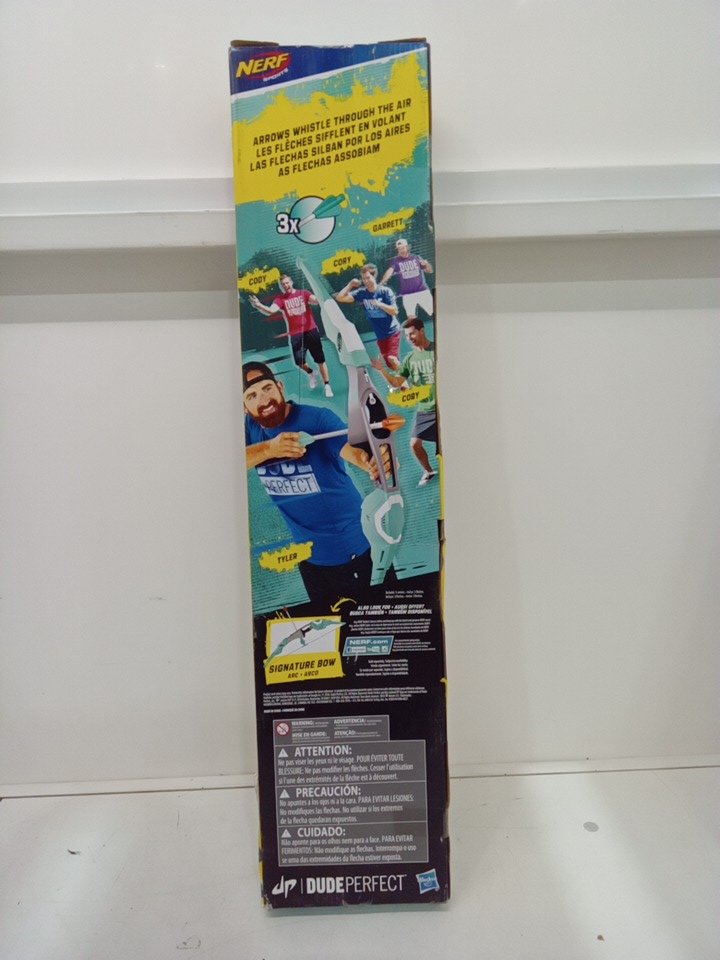 NERF
SPORTS
ARROWS WHISTLE THROUGH THE AIR
LES FLÈCHES SIFFLENT EN VOLANT
LAS FLECHAS SILBAN POR LOS AIRES
AS FLECHAS ASSOBIAM
3x
GARRETT
CORY
CODY
DUDE
DUDE
DUDE
COBY
PERFECT
TYLER
ALSO LOOK FOR • AUSSI OFFERT
BUSCA TAMBIÉN • TAMBÉM DISPONÍVEL
NERF.com
SIGNATURE BOW
ARC • ARCO
WARNING:
ADVERTENCIA:
MISE EN GARDE:
ATENÇÃO:
ATTENTION:
Ne pas viser les yeux ni le visage. POUR ÉVITER TOUTE
BLESSURE: Ne pas modifier les flèches. Cesser l'utilisation
si l'une des extrémités de la flèche est à découvert.
PRECAUCIÓN:
No apuntes a los ojos ni a la cara. PARA EVITAR LESIONES:
No modifiques las flechas. No utilizar si los extremos
de la flecha quedaran expuestos.
CUIDADO:
Não aponte para os olhos nem para a face. PARA EVITAR
FERIMENTOS: Não modifique as flechas. Interrompa o uso
se uma das extremidades da flecha estiver exposta.
dp | DUDEPERFECT
Hasbro